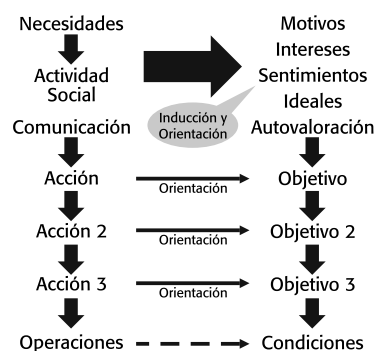 Necesidades
Motivos
Intereses
Actividad
Social
Sentimientos
Ideales
Comunicación
Inducción y
Orientación
Autovaloración
Acción
Orientación
Objetivo
Acción 2
Orientación
Objetivo 2
Acción 3
Orientación
Objetivo 3
Operaciones
Condiciones